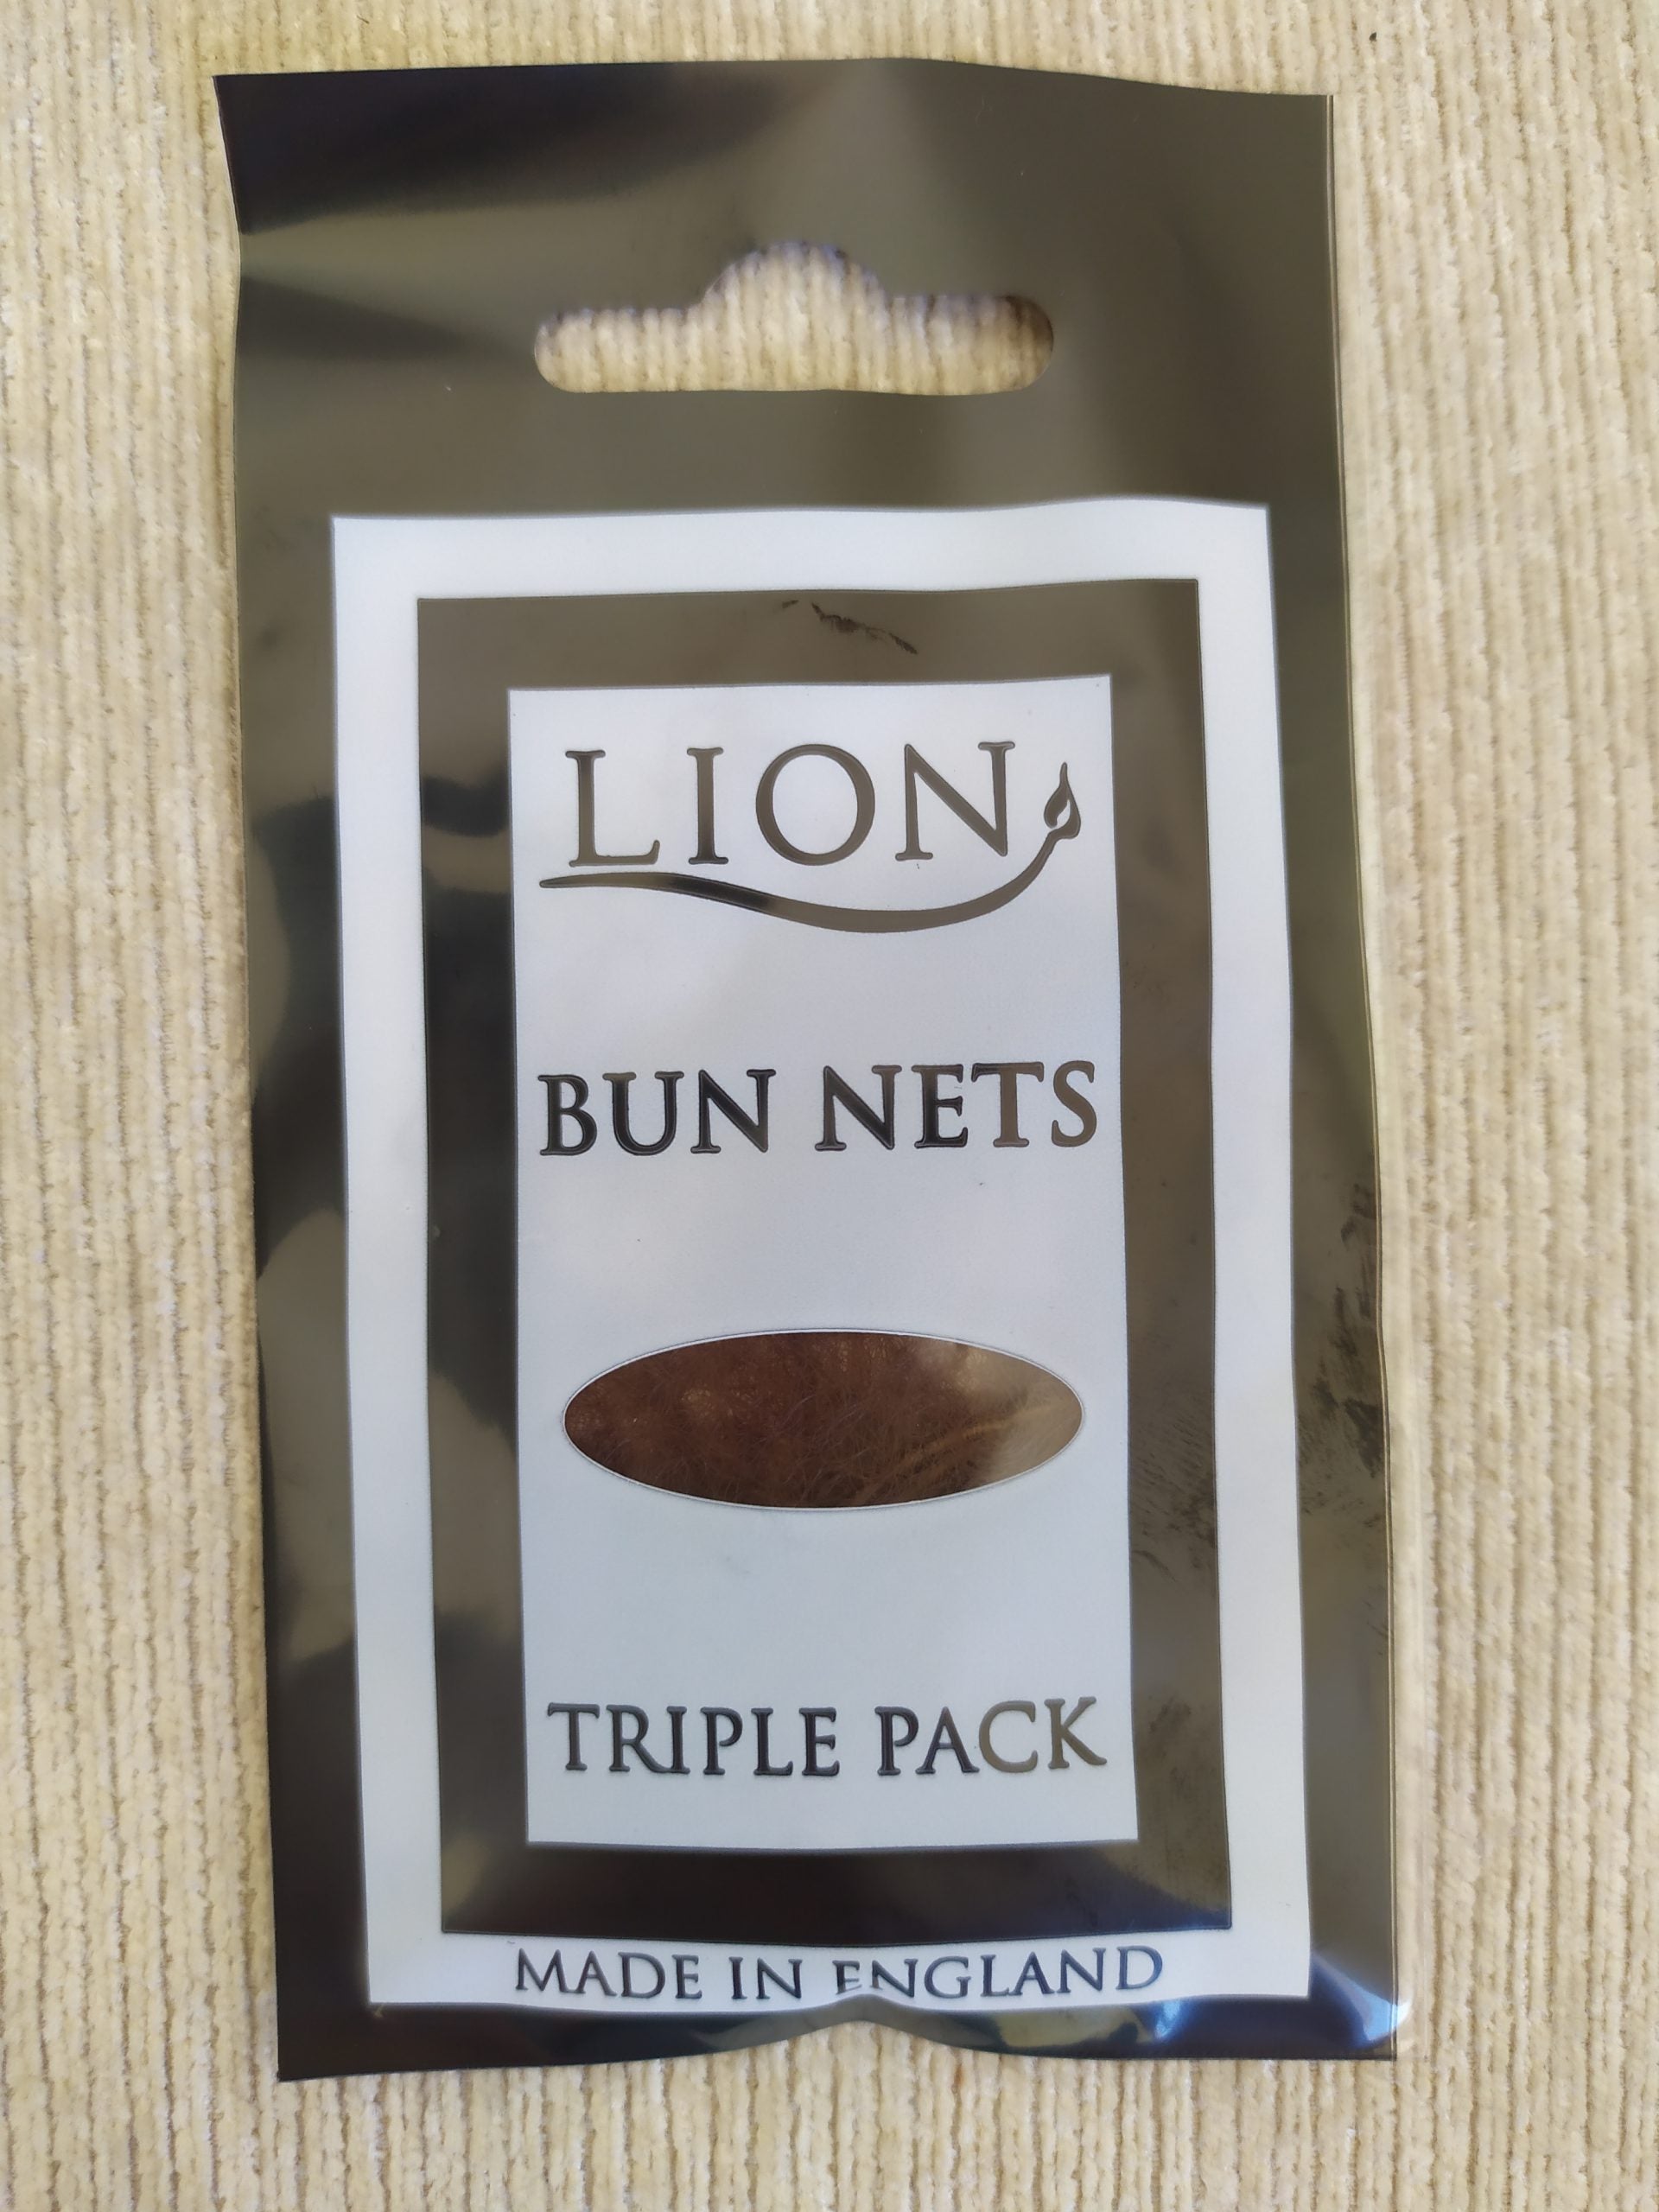 LION
BUN NETS
TRIPLE PACK
MADE IN ENGLAND